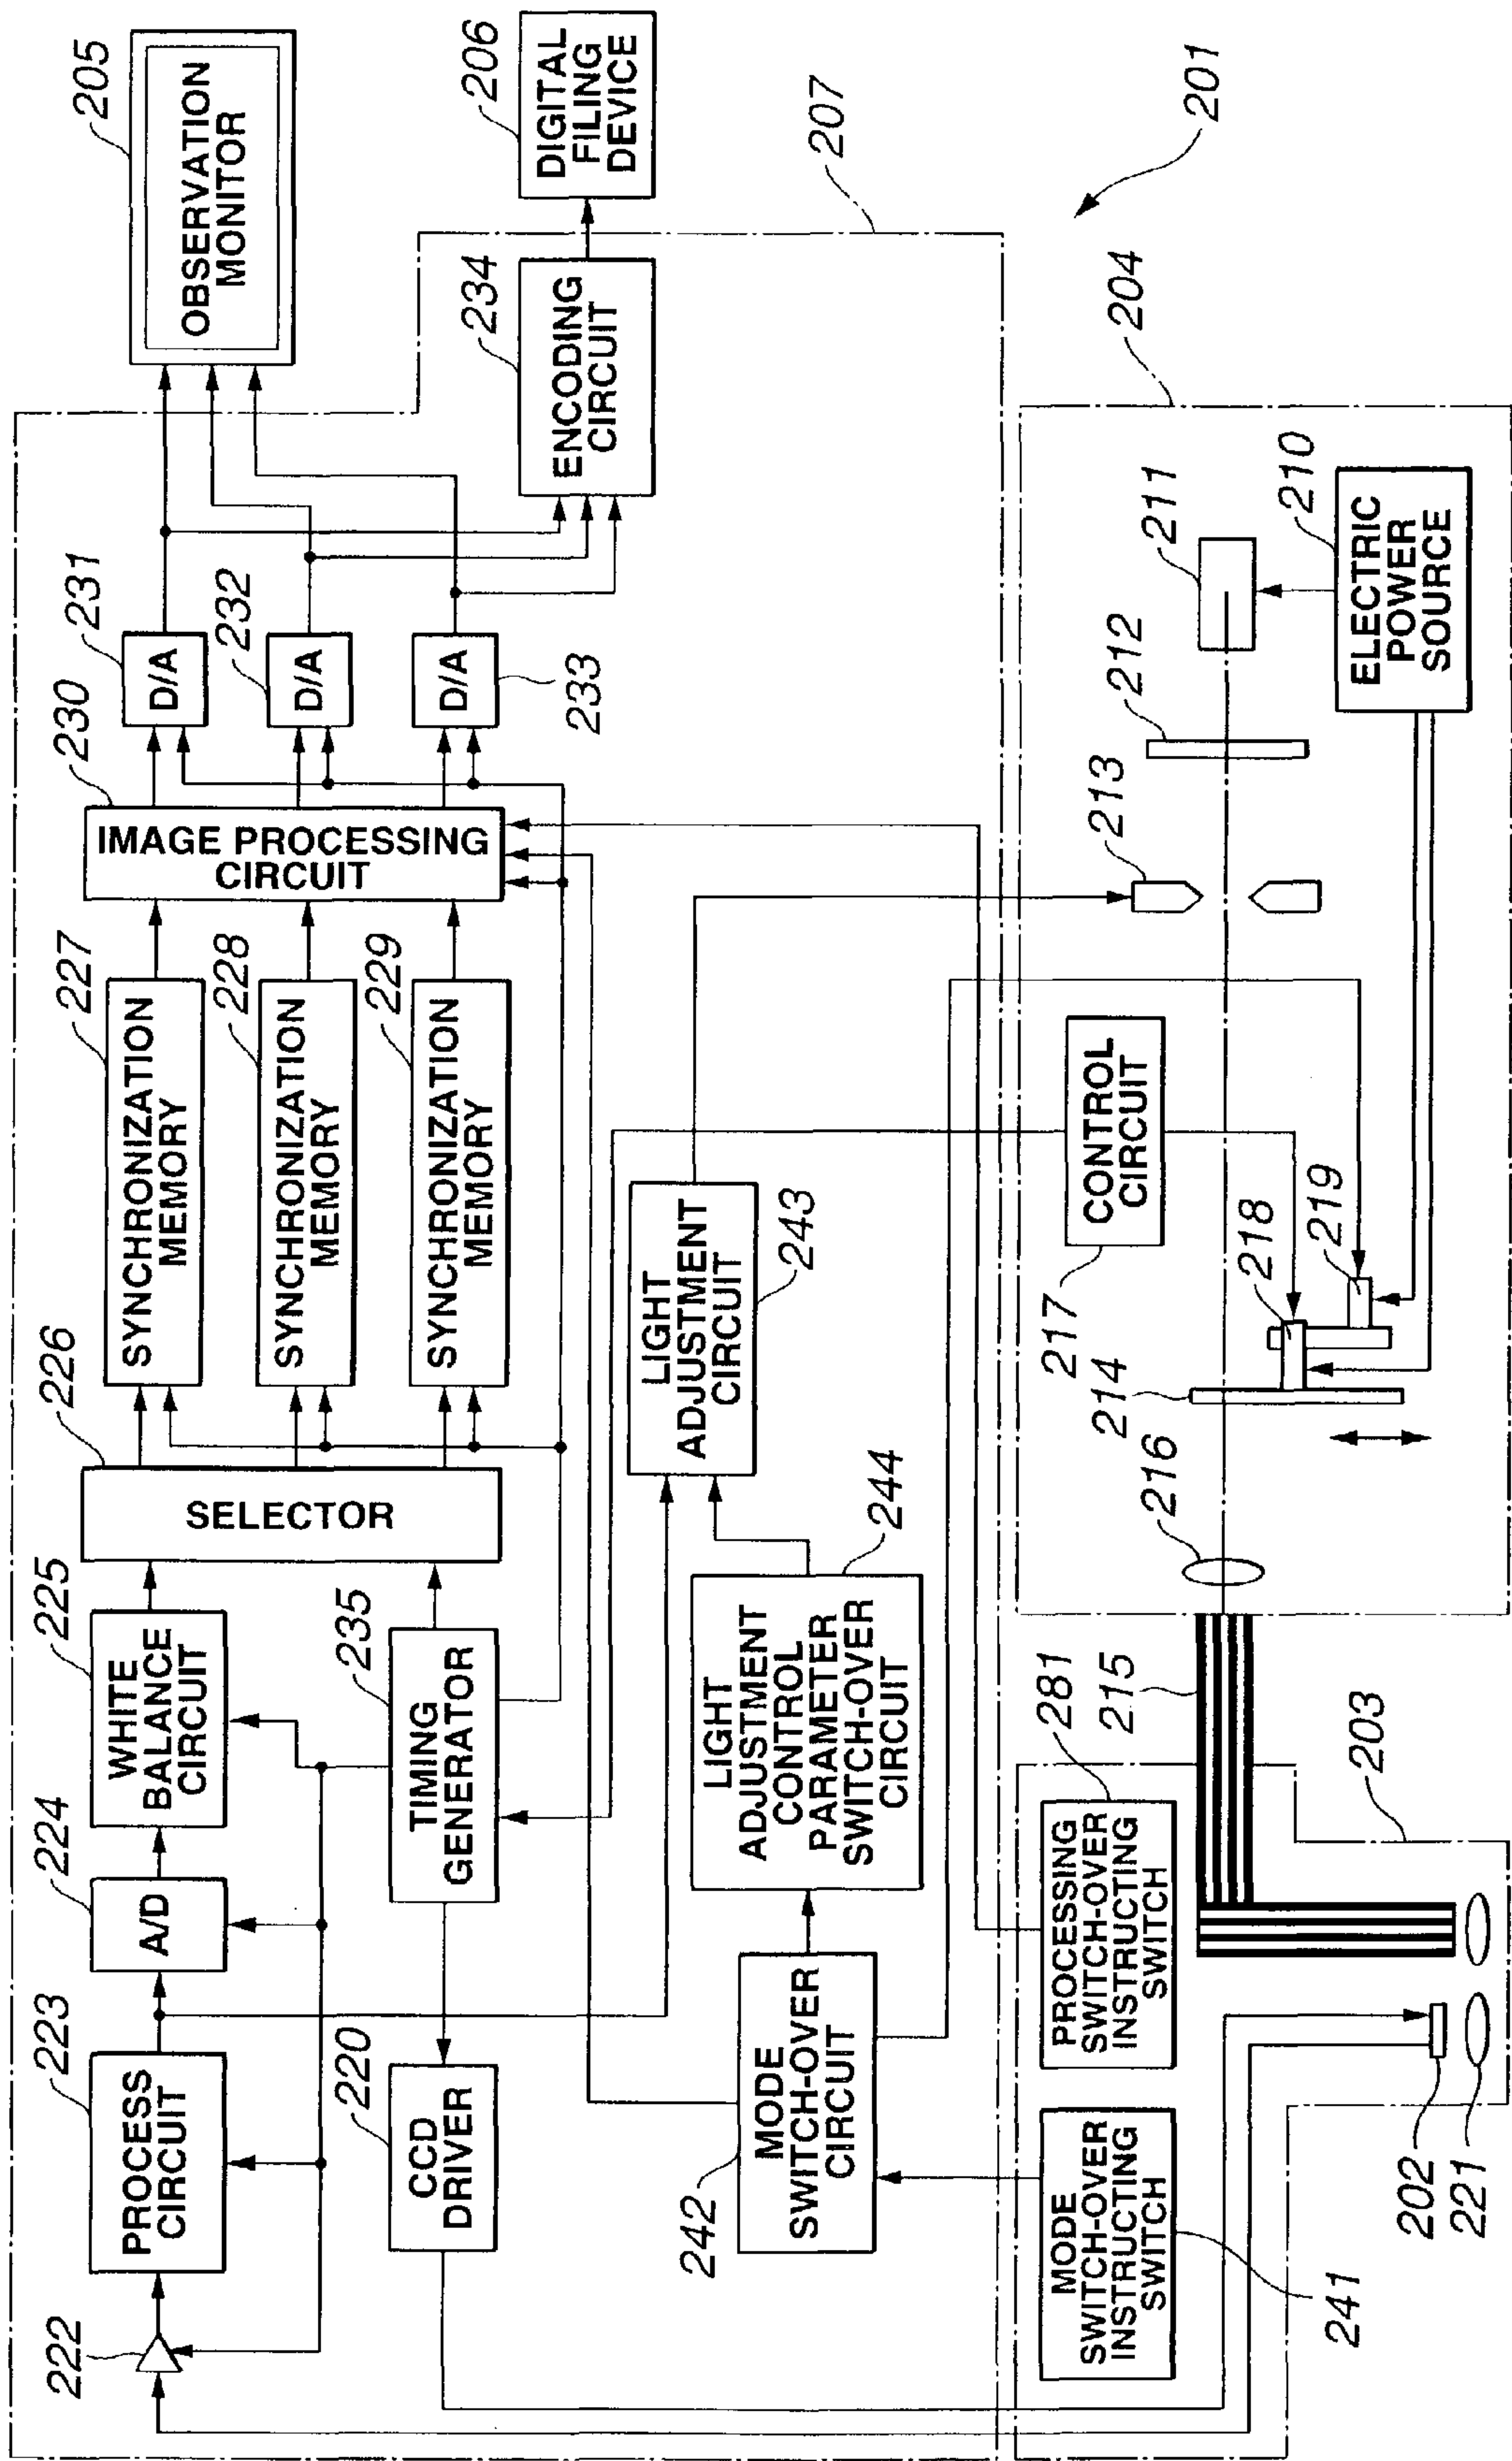 205
OBSERVATION
MONITOR
206
DIGITAL
FILING
DEVICE
207
201
234
ENCODING
CIRCUIT
231
D/A
232
D/A
233
D/A
230
IMAGE PROCESSING
CIRCUIT
227
SYNCHRONIZATION
MEMORY
228
SYNCHRONIZATION
MEMORY
229
SYNCHRONIZATION
MEMORY
226
SELECTOR
225
WHITE
BALANCE
CIRCUIT
224
A/D
223
PROCESS
CIRCUIT
222
235
TIMING
GENERATOR
220
CCD
DRIVER
243
LIGHT
ADJUSTMENT
CIRCUIT
244
LIGHT
ADJUSTMENT
CONTROL
PARAMETER
SWITCH-OVER
CIRCUIT
242
MODE
SWITCH-OVER
CIRCUIT
204
211
210
ELECTRIC
POWER
SOURCE
212
213
217
CONTROL
CIRCUIT
218
219
214
216
215
281
PROCESSING
SWITCH-OVER
INSTRUCTING
SWITCH
203
241
MODE
SWITCH-OVER
INSTRUCTING
SWITCH
202
221